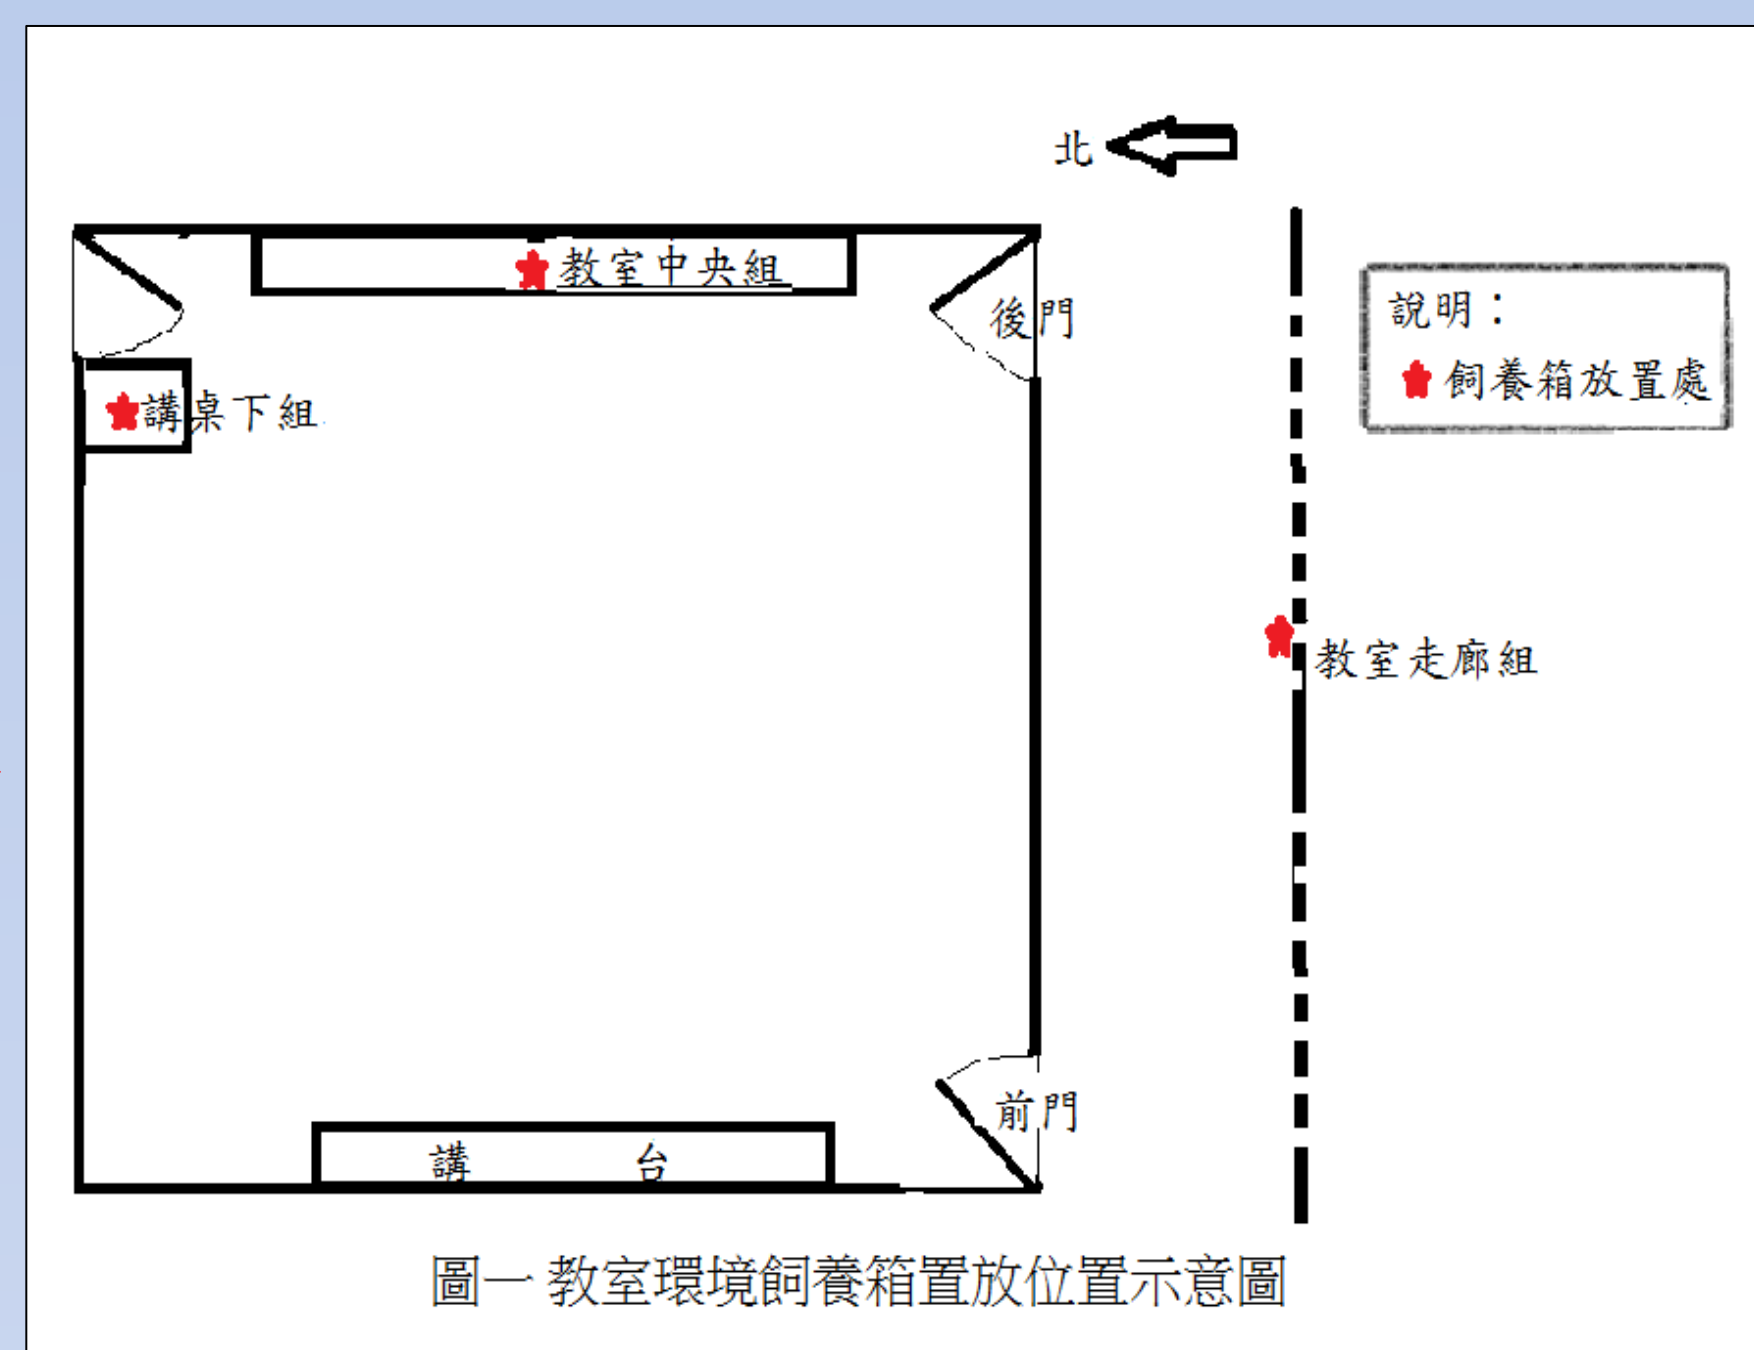 北
教室中央組
後門
說明：
飼養箱放置處
講桌下組
教室走廊組
前門
講 台
圖一 教室環境飼養箱置放位置示意圖